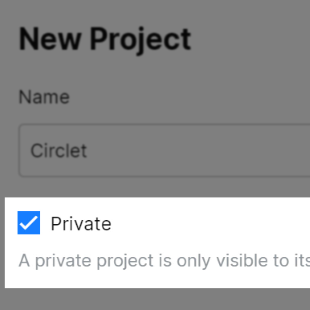 New Project
Name
Circlet
Private
A private project is only visible to its